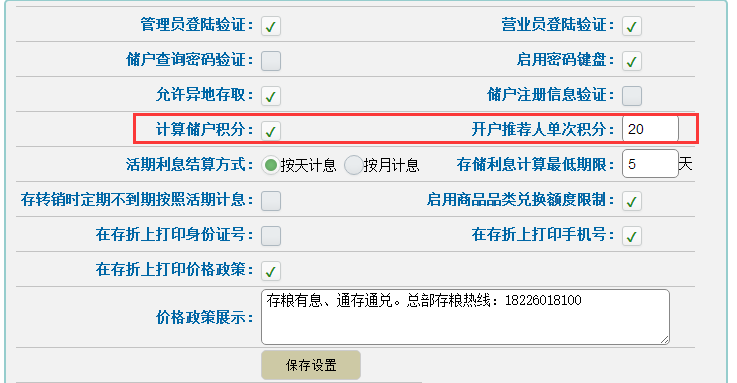 管理员登陆验证： 营业员登陆验证：
储户查询密码验证： 启用密码键盘：
允许异地存取： 储户注册信息验证：
计算储户积分： 开户推荐人单次积分： 20
活期利息结算方式： 按天计息 按月计息 存储利息计算最低期限： 5 天
存转销时定期不到期按照活期计息： 启用商品品类兑换额度限制：
在存折上打印身份证号： 在存折上打印手机号：
在存折上打印价格政策：
价格政策展示： 存粮有息、通存通兑。总部存粮热线：18226018100
保存设置